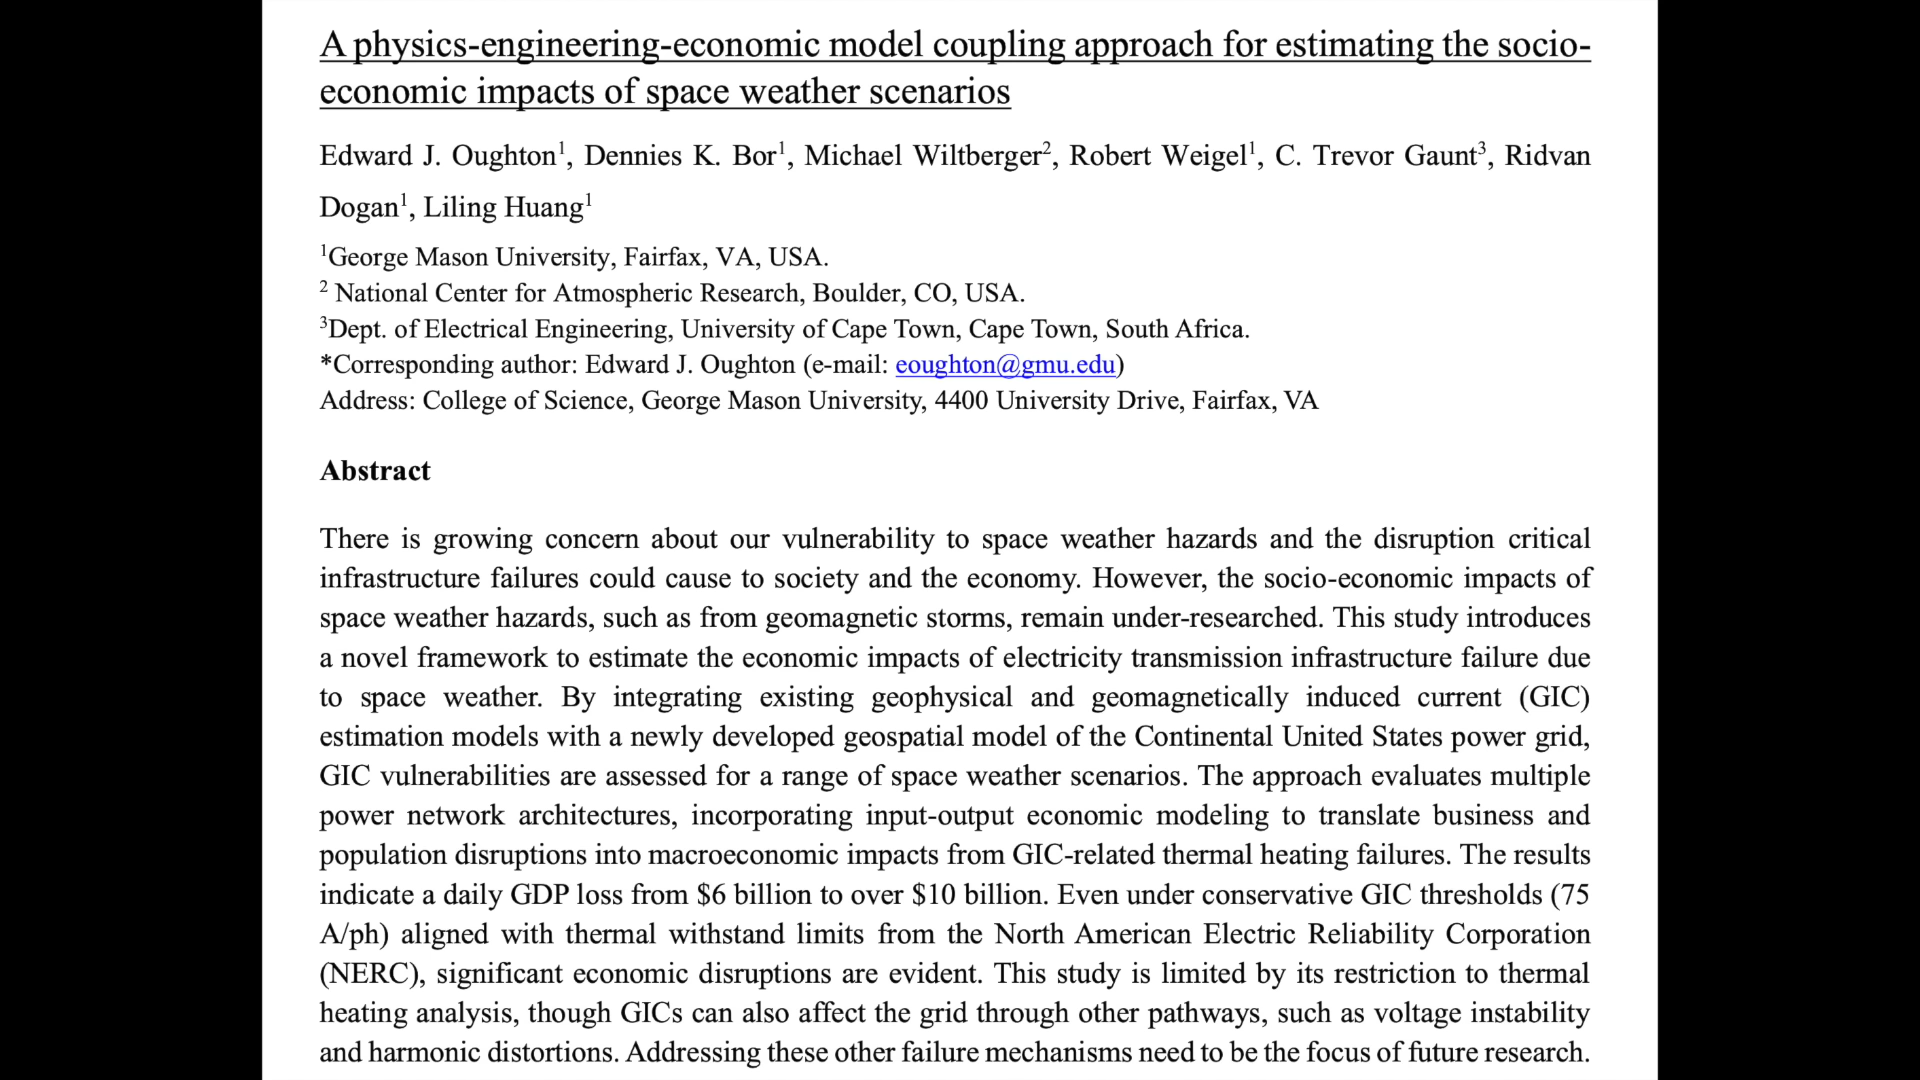 A physics-engineering-economic model coupling approach for estimating the socio-
economic impacts of space weather scenarios
Edward J. Oughton¹, Dennies K. Bor¹, Michael Wiltberger², Robert Weigel¹, C. Trevor Gaunt³, Ridvan
Dogan¹, Liling Huang¹
¹George Mason University, Fairfax, VA, USA.
² National Center for Atmospheric Research, Boulder, CO, USA.
³Dept. of Electrical Engineering, University of Cape Town, Cape Town, South Africa.
*Corresponding author: Edward J. Oughton (e-mail: eoughton@gmu.edu)
Address: College of Science, George Mason University, 4400 University Drive, Fairfax, VA
Abstract
There is growing concern about our vulnerability to space weather hazards and the disruption critical
infrastructure failures could cause to society and the economy. However, the socio-economic impacts of
space weather hazards, such as from geomagnetic storms, remain under-researched. This study introduces
a novel framework to estimate the economic impacts of electricity transmission infrastructure failure due
to space weather. By integrating existing geophysical and geomagnetically induced current (GIC)
estimation models with a newly developed geospatial model of the Continental United States power grid,
GIC vulnerabilities are assessed for a range of space weather scenarios. The approach evaluates multiple
power network architectures, incorporating input-output economic modeling to translate business and
population disruptions into macroeconomic impacts from GIC-related thermal heating failures. The results
indicate a daily GDP loss from $6 billion to over $10 billion. Even under conservative GIC thresholds (75
A/ph) aligned with thermal withstand limits from the North American Electric Reliability Corporation
(NERC), significant economic disruptions are evident. This study is limited by its restriction to thermal
heating analysis, though GICs can also affect the grid through other pathways, such as voltage instability
and harmonic distortions. Addressing these other failure mechanisms need to be the focus of future research.